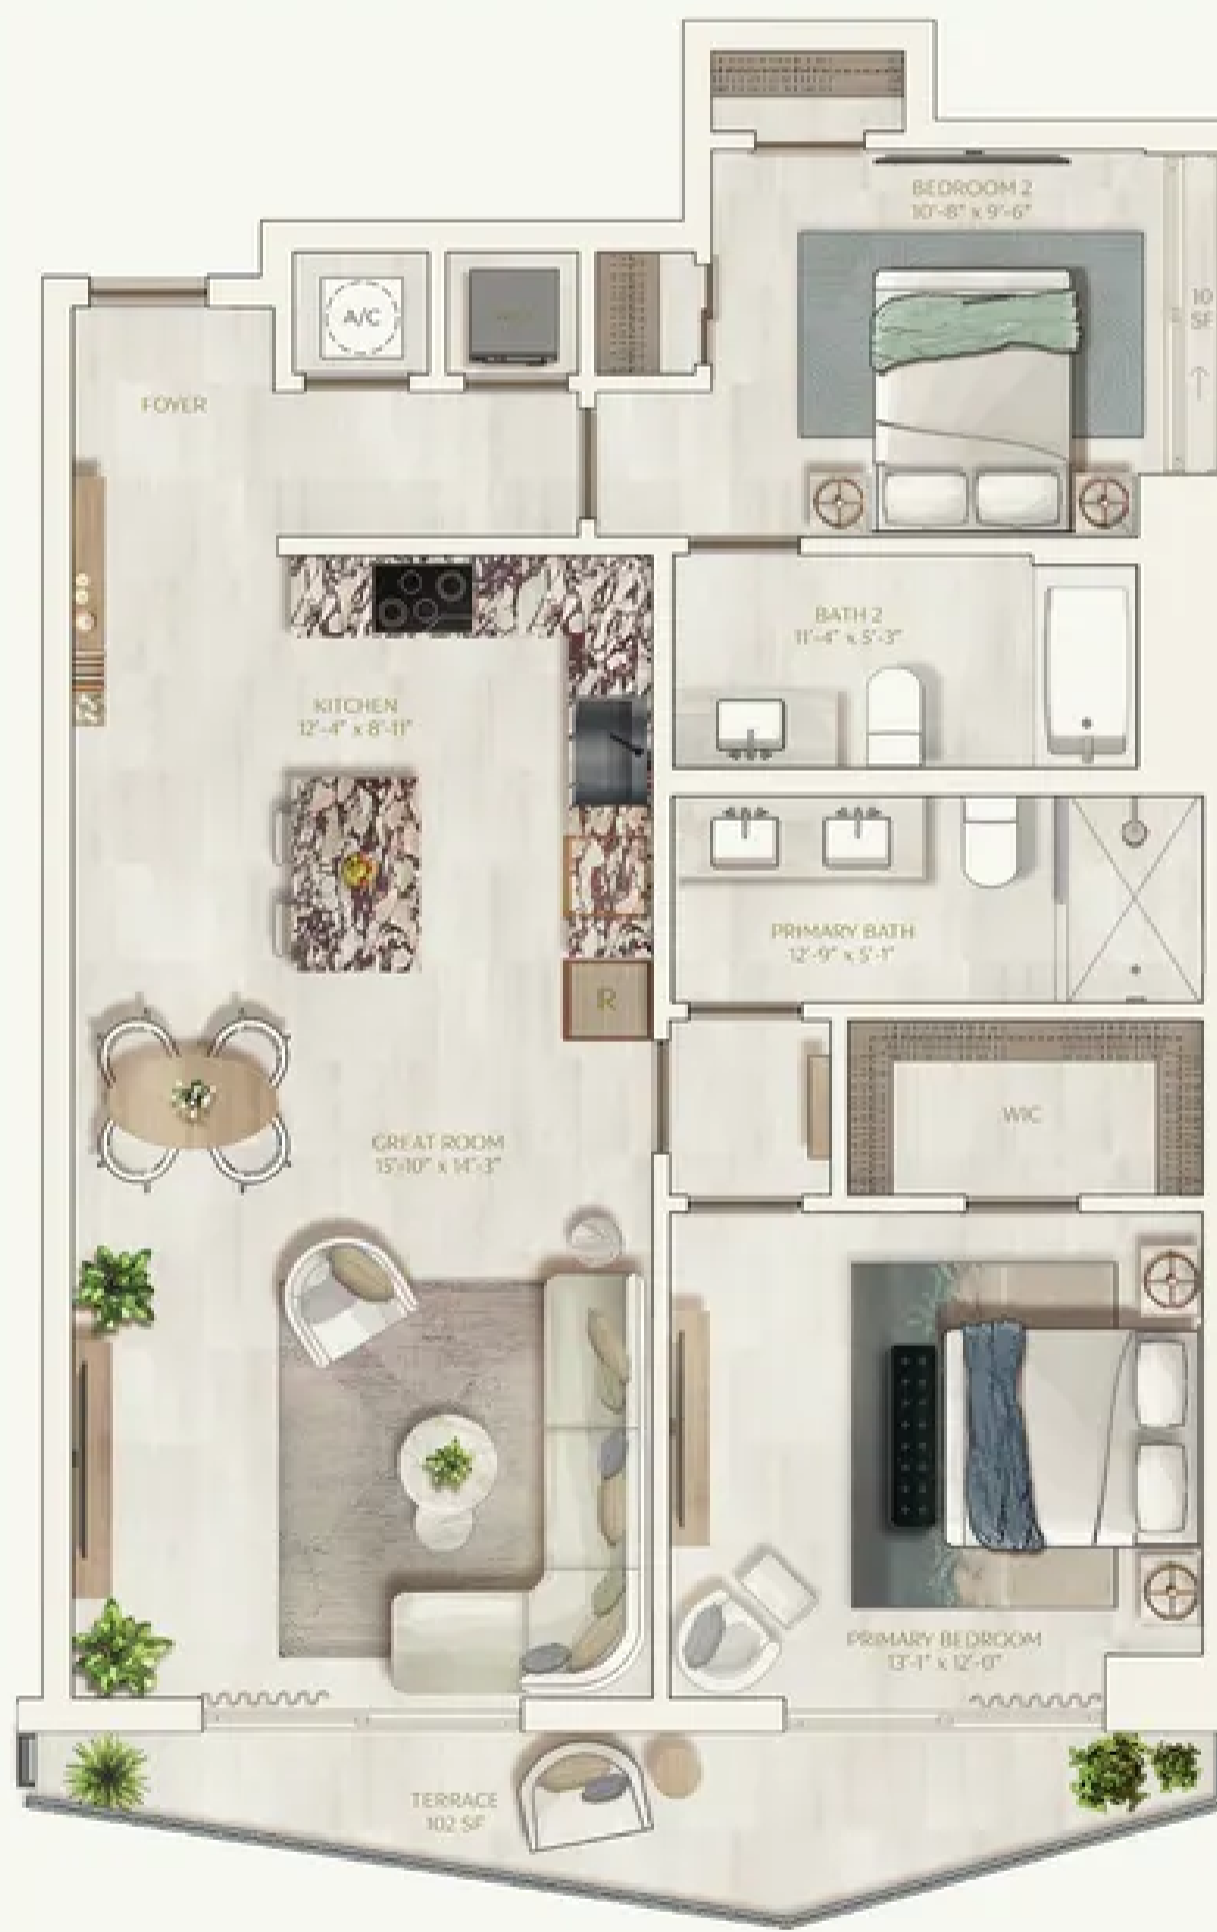 BEDROOM 2
10'-8" x 9'-6"
10
SF
A/C
FOYER
BATH 2
11'-4" x 5'-3"
KITCHEN
12'-4" x 8'-11"
PRIMARY BATH
12'-9" x 5'-1"
R
WIC
GREAT ROOM
15'-10" x 14'-3"
PRIMARY BEDROOM
13'-1" x 12'-0"
TERRACE
102 SF